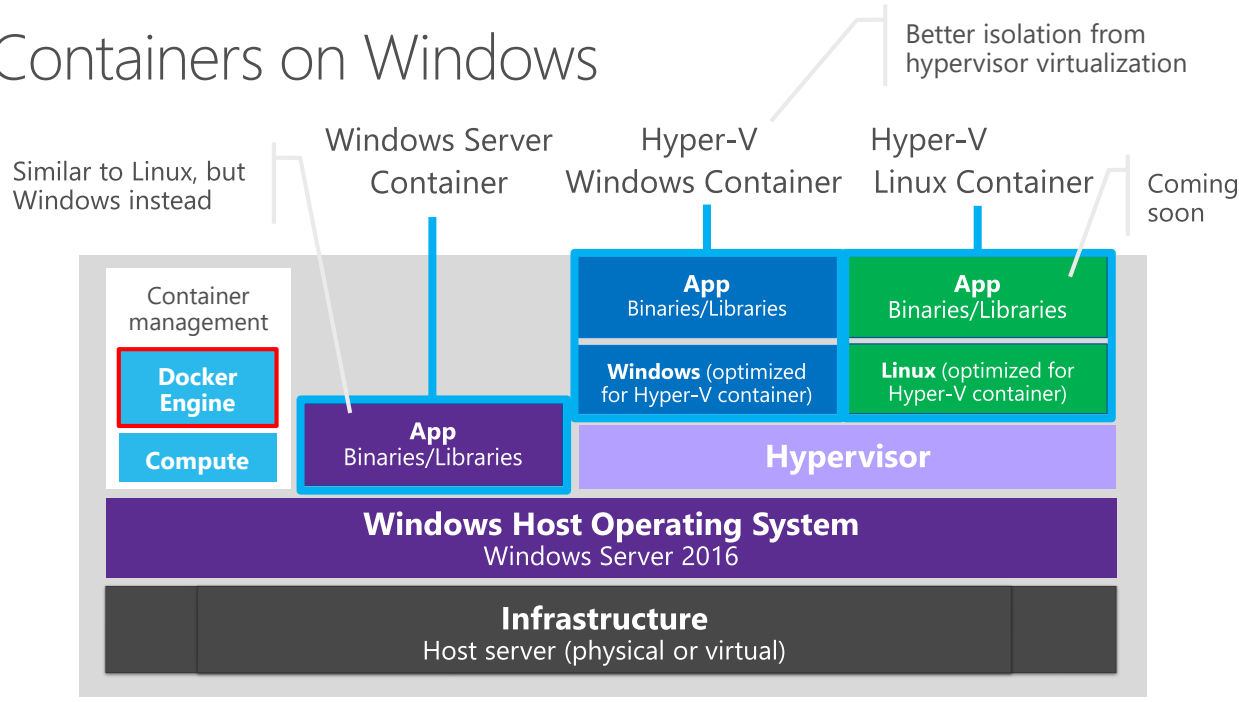 Containers on Windows
Better isolation from
hypervisor virtualization
Similar to Linux, but
Windows instead
Windows Server
Container
Hyper-V
Windows Container
Hyper-V
Linux Container
Coming
soon
Container
management
Docker
Engine
Compute
App
Binaries/Libraries
App
Binaries/Libraries
Windows (optimized
for Hyper-V container)
App
Binaries/Libraries
Linux (optimized for
Hyper-V container)
Hypervisor
Windows Host Operating System
Windows Server 2016
Infrastructure
Host server (physical or virtual)